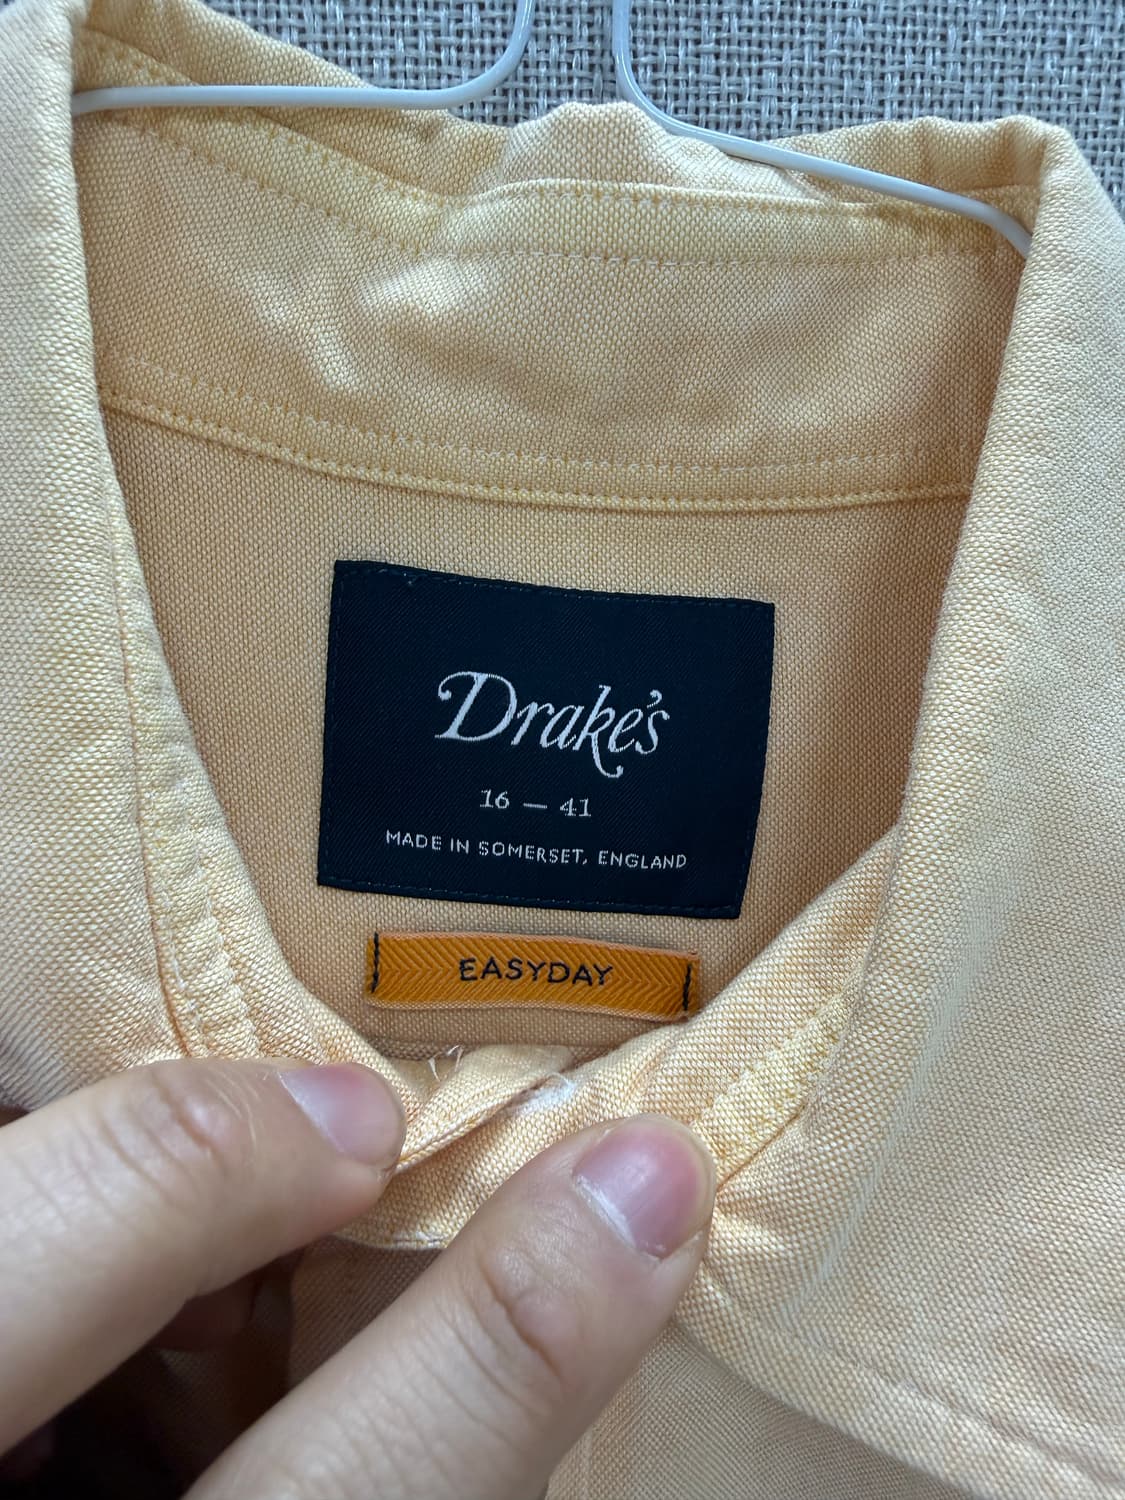 Drake's
16 — 41
MADE IN SOMERSET, ENGLAND
EASYDAY